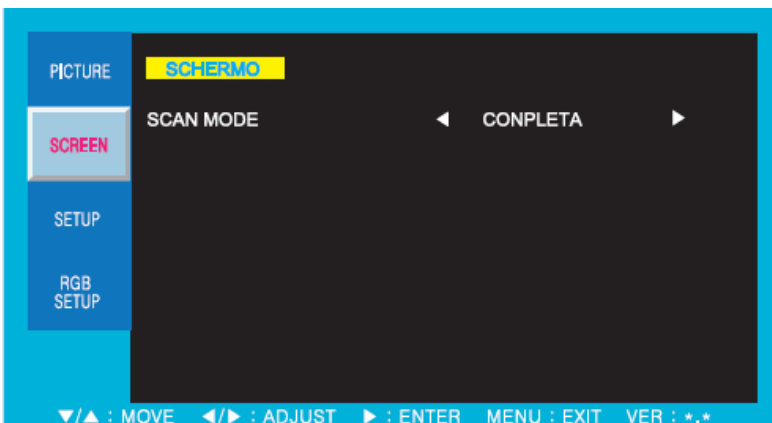 PICTURE
SCREEN
SETUP
RGB
SETUP
SCHERMO
SCAN MODE ◀ CONPLETA ▶
▼/▲ : MOVE ◀/▶ : ADJUST ▶ : ENTER MENU : EXIT VER : *.*